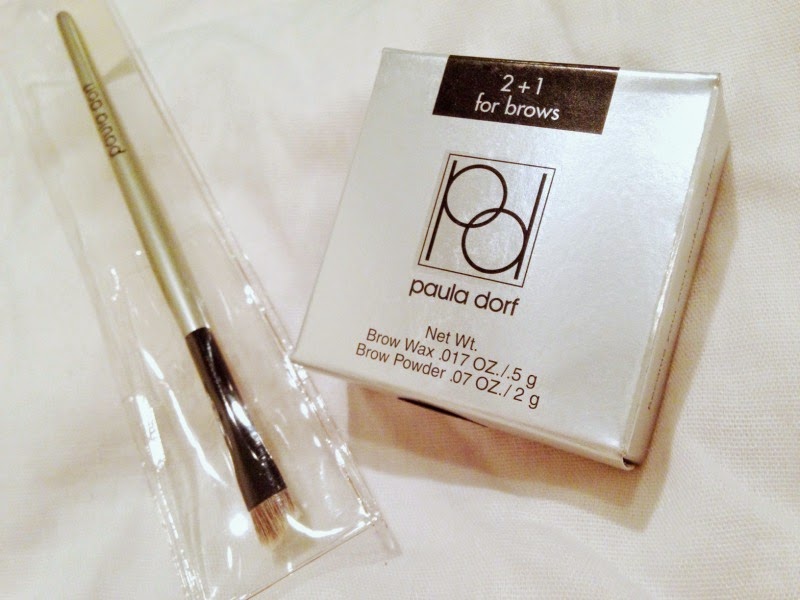 paula dorf
2 + 1
for brows
pd
paula dorf
Net Wt.
Brow Wax .017 OZ./.5 g
Brow Powder .07 OZ./ 2 g